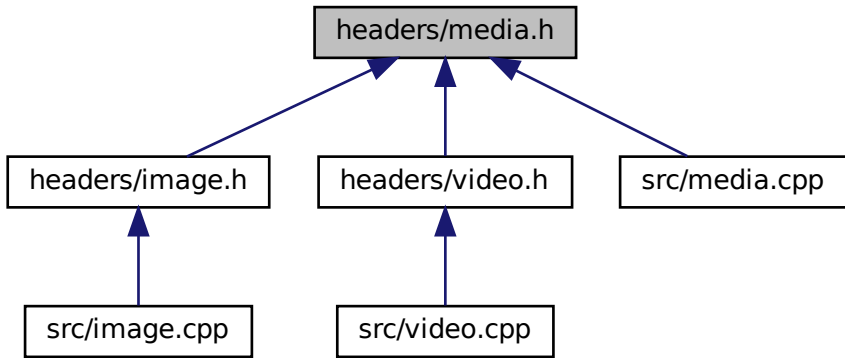 headers/media.h
headers/image.h
headers/video.h
src/media.cpp
src/image.cpp
src/video.cpp